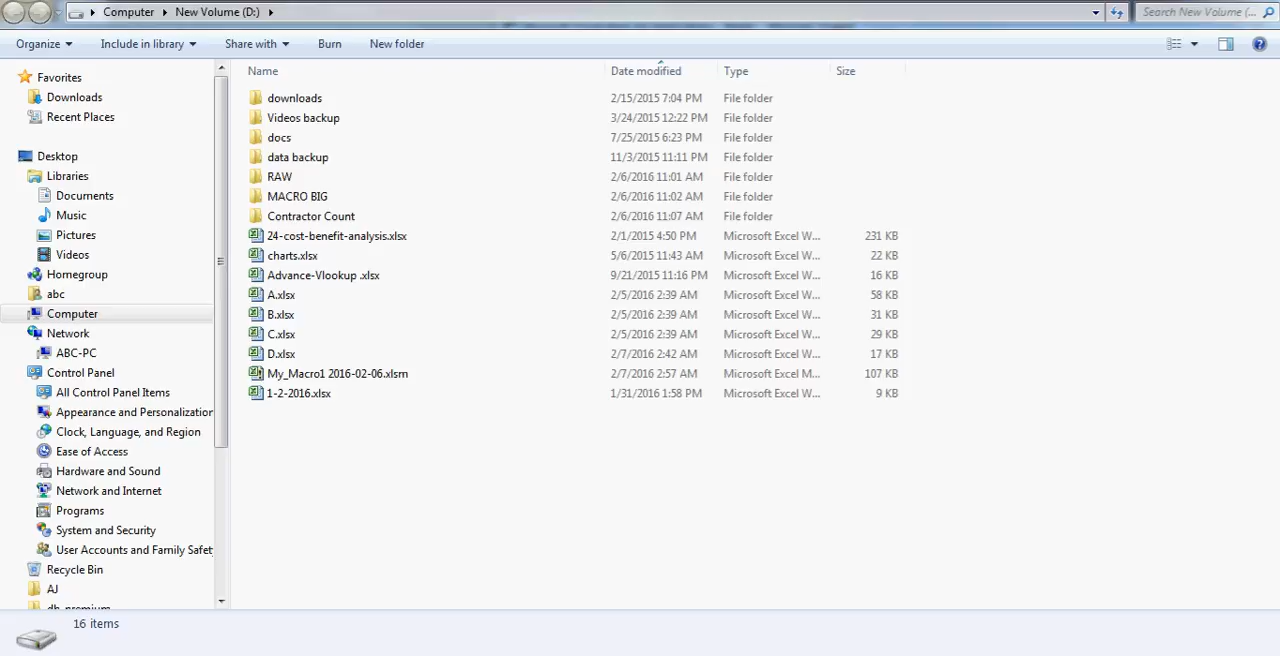 Computer New Volume (D:) Search New Volume (...
Organize Include in library Share with Burn New folder
Favorites
Downloads
Recent Places
Desktop
Libraries
Documents
Music
Pictures
Videos
Homegroup
abc
Computer
Network
ABC-PC
Control Panel
All Control Panel Items
Appearance and Personalization
Clock, Language, and Region
Ease of Access
Hardware and Sound
Network and Internet
Programs
System and Security
User Accounts and Family Safet
Recycle Bin
AJ
Name Date modified Type Size
downloads 2/15/2015 7:04 PM File folder
Videos backup 3/24/2015 12:22 PM File folder
docs 7/25/2015 6:23 PM File folder
data backup 11/3/2015 11:11 PM File folder
RAW 2/6/2016 11:01 AM File folder
MACRO BIG 2/6/2016 11:02 AM File folder
Contractor Count 2/6/2016 11:07 AM File folder
24-cost-benefit-analysis.xlsx 2/1/2015 4:50 PM Microsoft Excel W... 231 KB
charts.xlsx 5/6/2015 11:43 AM Microsoft Excel W... 22 KB
Advance-Vlookup .xlsx 9/21/2015 11:16 PM Microsoft Excel W... 16 KB
A.xlsx 2/5/2016 2:39 AM Microsoft Excel W... 58 KB
B.xlsx 2/5/2016 2:39 AM Microsoft Excel W... 31 KB
C.xlsx 2/5/2016 2:39 AM Microsoft Excel W... 29 KB
D.xlsx 2/7/2016 2:42 AM Microsoft Excel W... 17 KB
My_Macro1 2016-02-06.xlsm 2/7/2016 2:57 AM Microsoft Excel M... 107 KB
1-2-2016.xlsx 1/31/2016 1:58 PM Microsoft Excel W... 9 KB
16 items